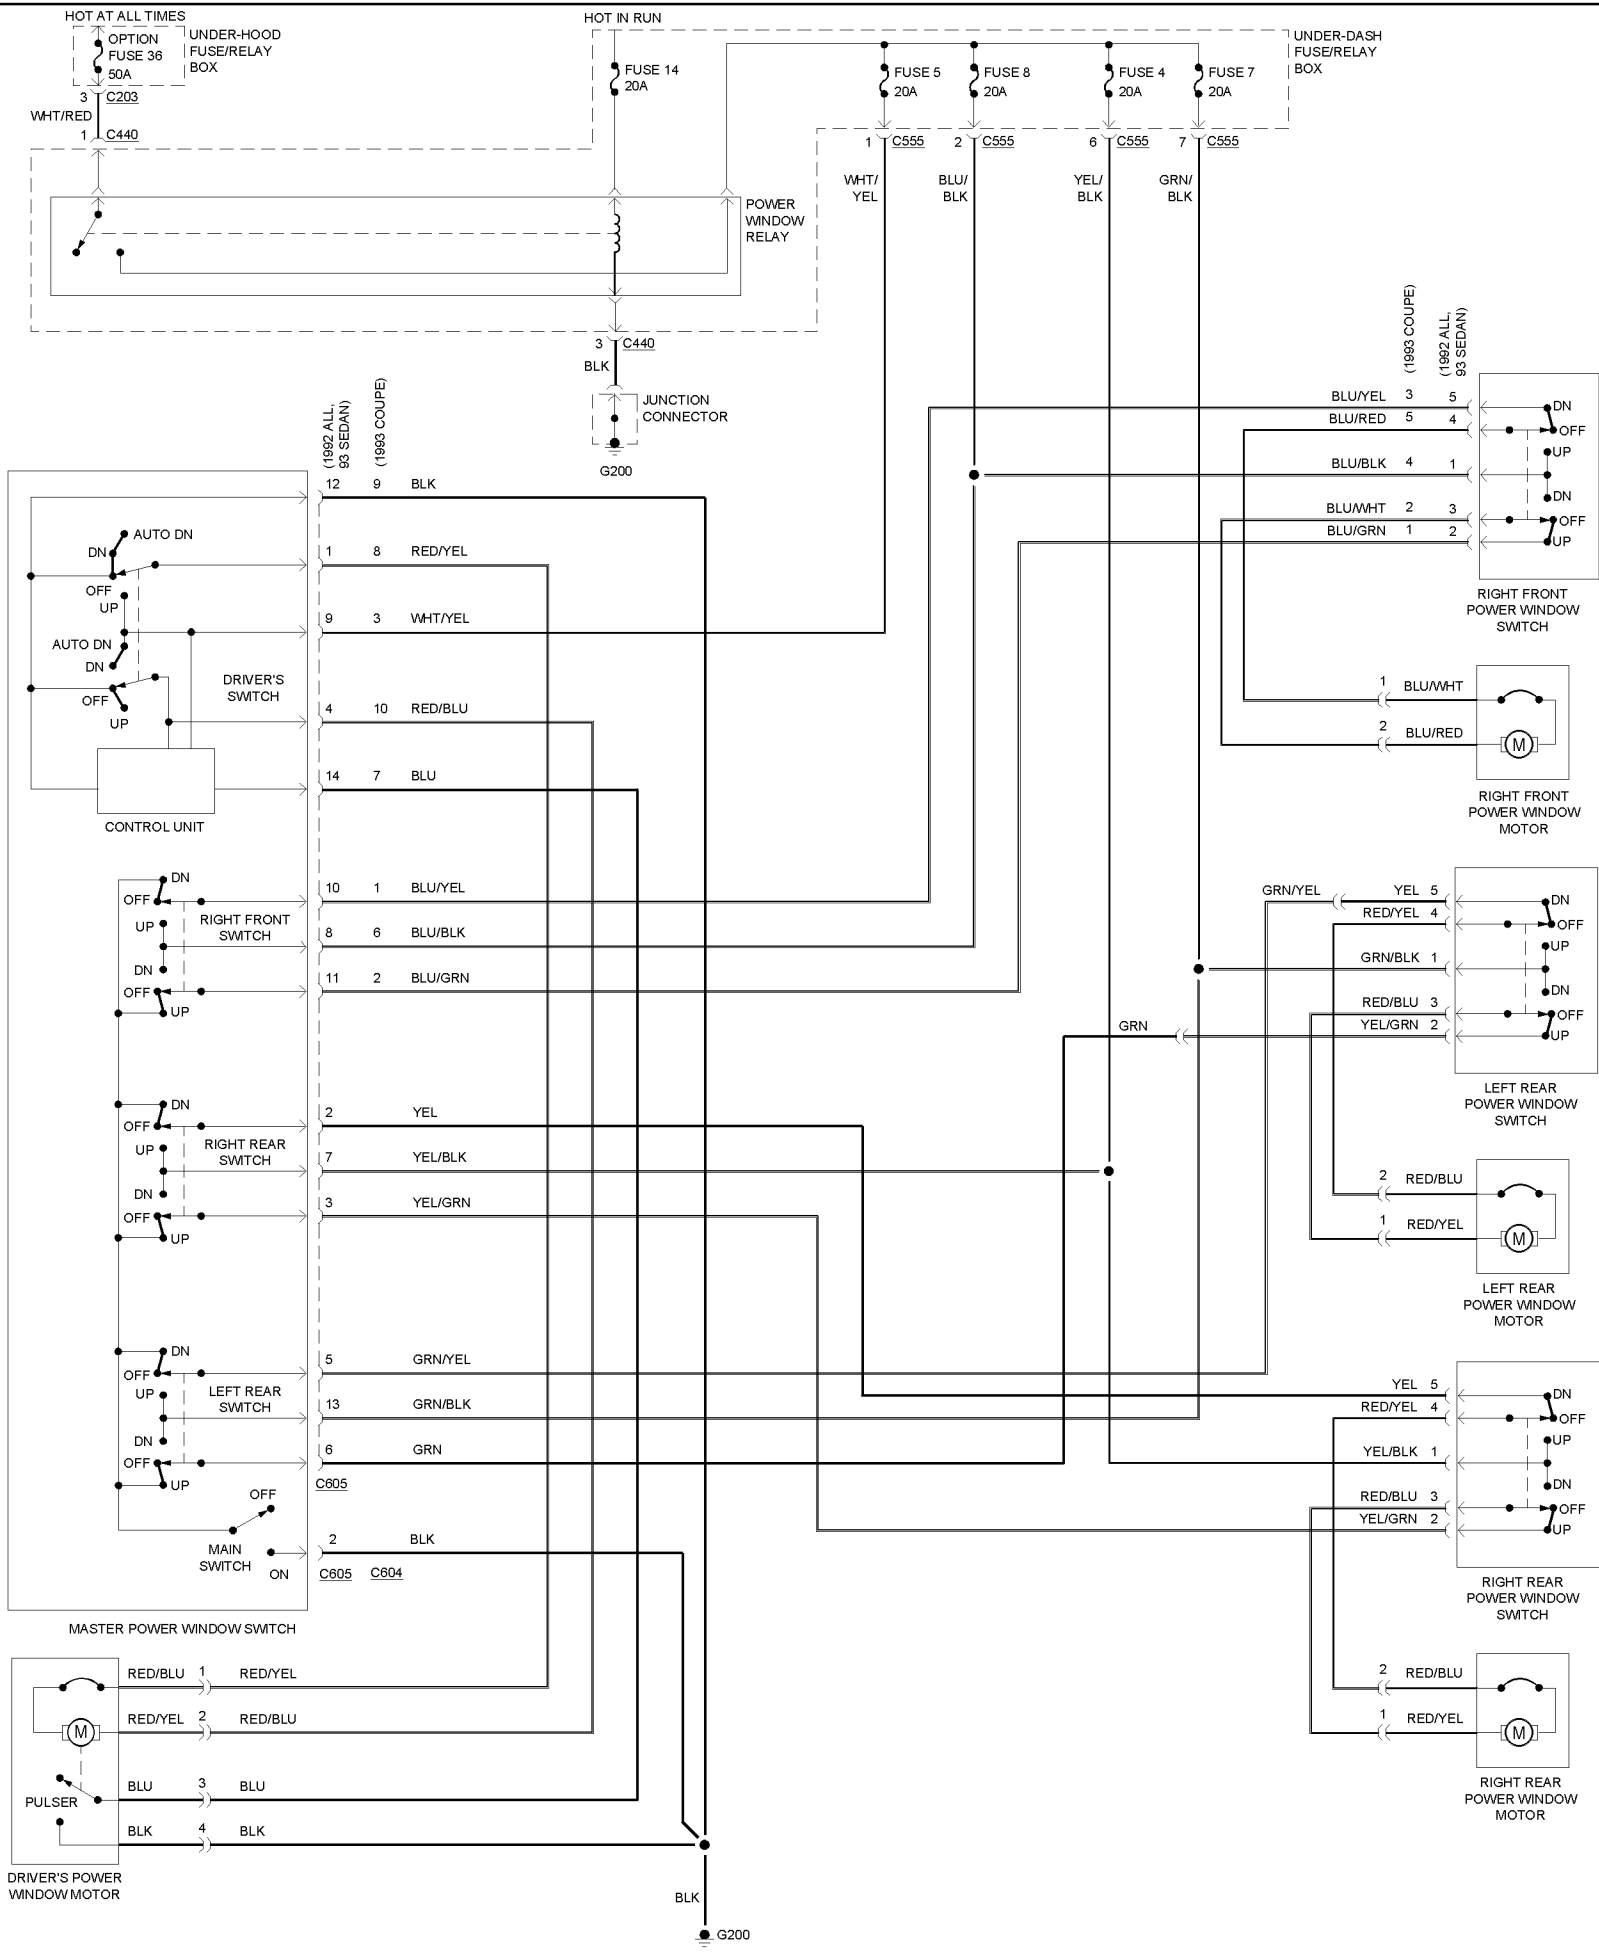 HOT AT ALL TIMES
OPTION
FUSE 36
50A
UNDER-HOOD
FUSE/RELAY
BOX
3 C203
WHT/RED
1 C440
HOT IN RUN
FUSE 14
20A
FUSE 5
20A
FUSE 8
20A
FUSE 4
20A
FUSE 7
20A
UNDER-DASH
FUSE/RELAY
BOX
1 C555
2 C555
6 C555
7 C555
WHT/
YEL
BLU/
BLK
YEL/
BLK
GRN/
BLK
POWER
WINDOW
RELAY
3 C440
BLK
JUNCTION
CONNECTOR
G200
(1992 ALL,
93 SEDAN)
(1993 COUPE)
12 9 BLK
1 8 RED/YEL
9 3 WHT/YEL
4 10 RED/BLU
14 7 BLU
10 1 BLU/YEL
8 6 BLU/BLK
11 2 BLU/GRN
2 YEL
7 YEL/BLK
3 YEL/GRN
5 GRN/YEL
13 GRN/BLK
6 GRN
C605
2 BLK
C605 C604
AUTO DN
DN
OFF
UP
AUTO DN
DN
OFF
UP
DRIVER'S
SWITCH
CONTROL UNIT
DN
OFF
UP
RIGHT FRONT
SWITCH
DN
OFF
UP
DN
OFF
UP
RIGHT REAR
SWITCH
DN
OFF
UP
DN
OFF
UP
LEFT REAR
SWITCH
DN
OFF
UP
OFF
MAIN
SWITCH
ON
MASTER POWER WINDOW SWITCH
RED/BLU 1 RED/YEL
M
RED/YEL 2 RED/BLU
BLU 3 BLU
PULSER
BLK 4 BLK
DRIVER'S POWER
WINDOW MOTOR
BLK
G200
(1993 COUPE)
(1992 ALL,
93 SEDAN)
BLU/YEL 3 5
BLU/RED 5 4
BLU/BLK 4 1
BLU/WHT 2 3
BLU/GRN 1 2
DN
OFF
UP
DN
OFF
UP
RIGHT FRONT
POWER WINDOW
SWITCH
1 BLU/WHT
2 BLU/RED
M
RIGHT FRONT
POWER WINDOW
MOTOR
GRN/YEL
YEL 5
RED/YEL 4
GRN/BLK 1
RED/BLU 3
YEL/GRN 2
GRN
DN
OFF
UP
DN
OFF
UP
LEFT REAR
POWER WINDOW
SWITCH
2 RED/BLU
1 RED/YEL
M
LEFT REAR
POWER WINDOW
MOTOR
YEL 5
RED/YEL 4
YEL/BLK 1
RED/BLU 3
YEL/GRN 2
DN
OFF
UP
DN
OFF
UP
RIGHT REAR
POWER WINDOW
SWITCH
2 RED/BLU
1 RED/YEL
M
RIGHT REAR
POWER WINDOW
MOTOR